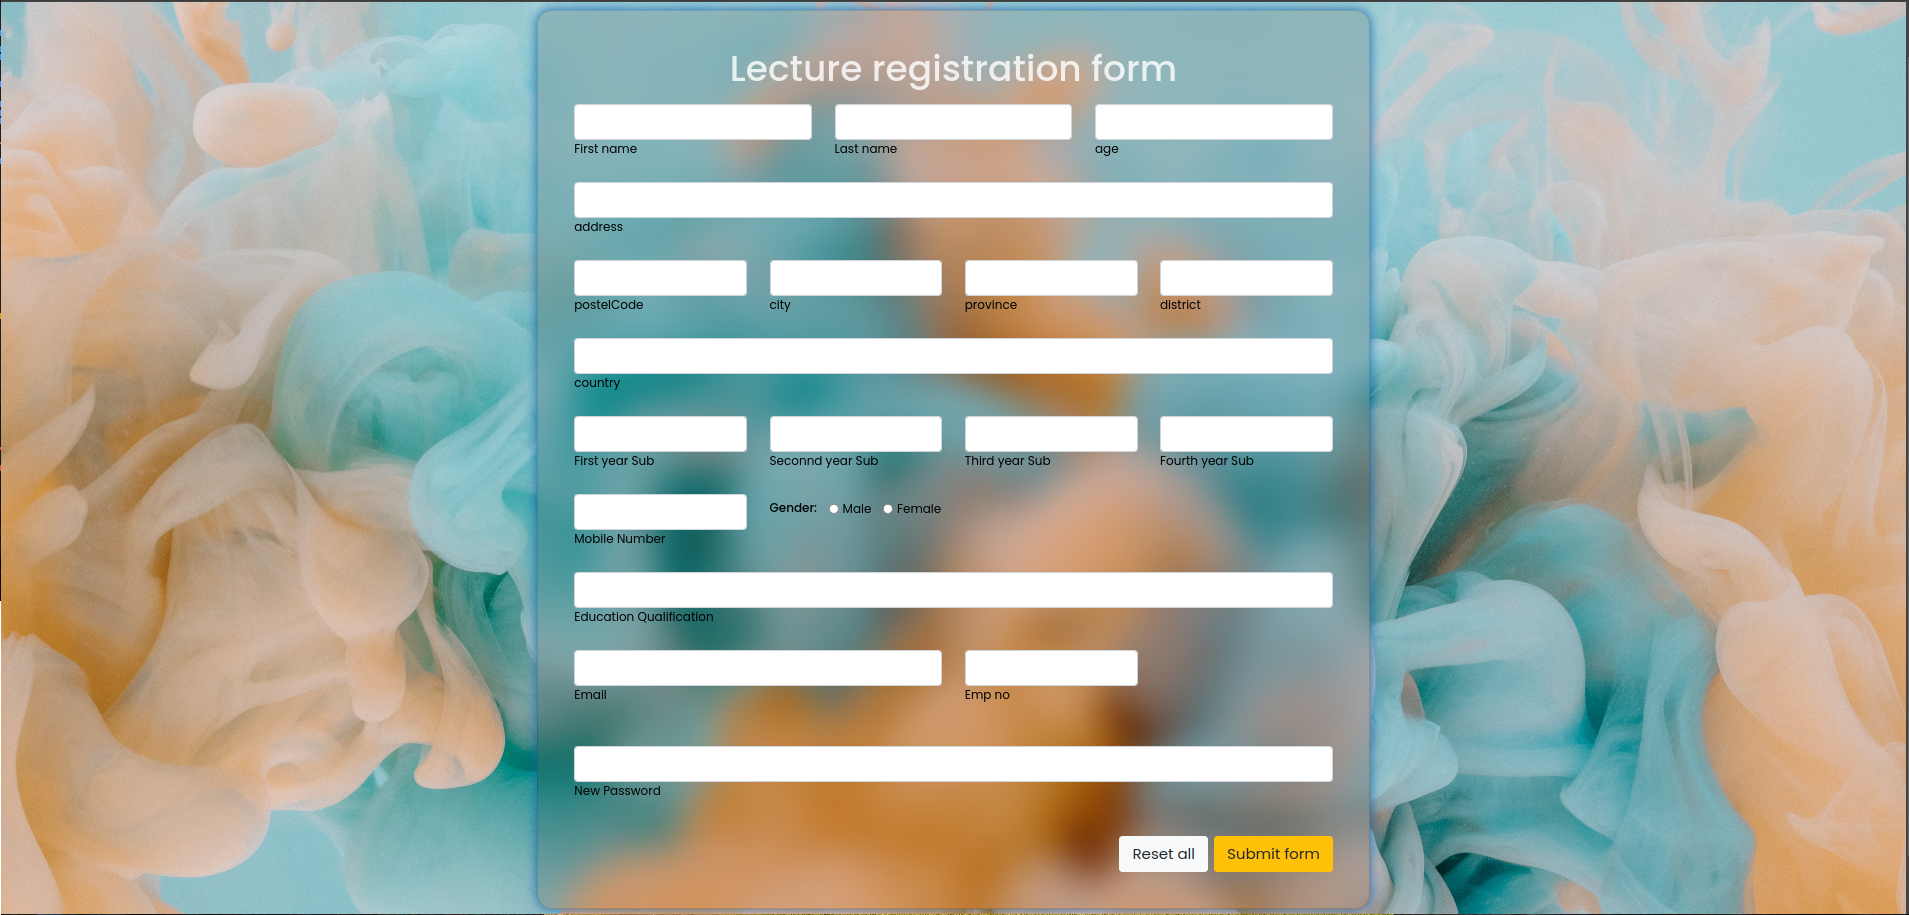 Lecture registration form
First name Last name age
address
postelCode city province district
country
First year Sub Seconnd year Sub Third year Sub Fourth year Sub
Gender: Male Female
Mobile Number
Education Qualification
Email Emp no
New Password
Reset all Submit form